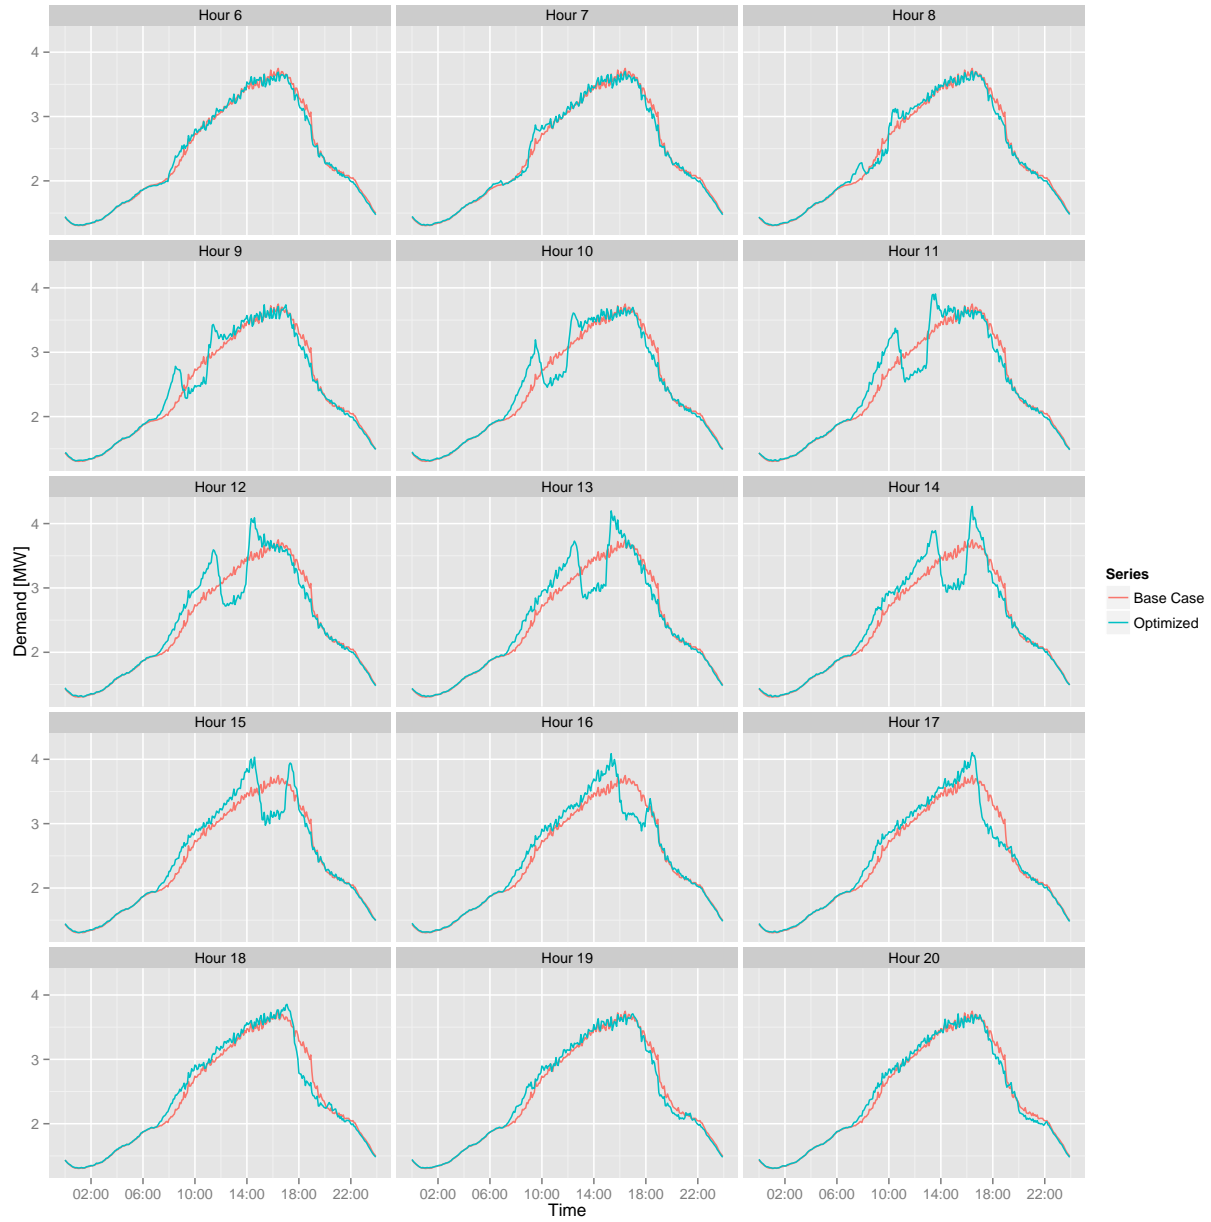 Hour 6
Hour 7
Hour 8
4
3
2
Hour 9
Hour 10
Hour 11
4
3
2
Hour 12
Hour 13
Hour 14
4
3
2
Demand [MW]
Series
Base Case
Optimized
Hour 15
Hour 16
Hour 17
4
3
2
Hour 18
Hour 19
Hour 20
4
3
2
02:00 06:00 10:00 14:00 18:00 22:00
02:00 06:00 10:00 14:00 18:00 22:00
02:00 06:00 10:00 14:00 18:00 22:00
Time